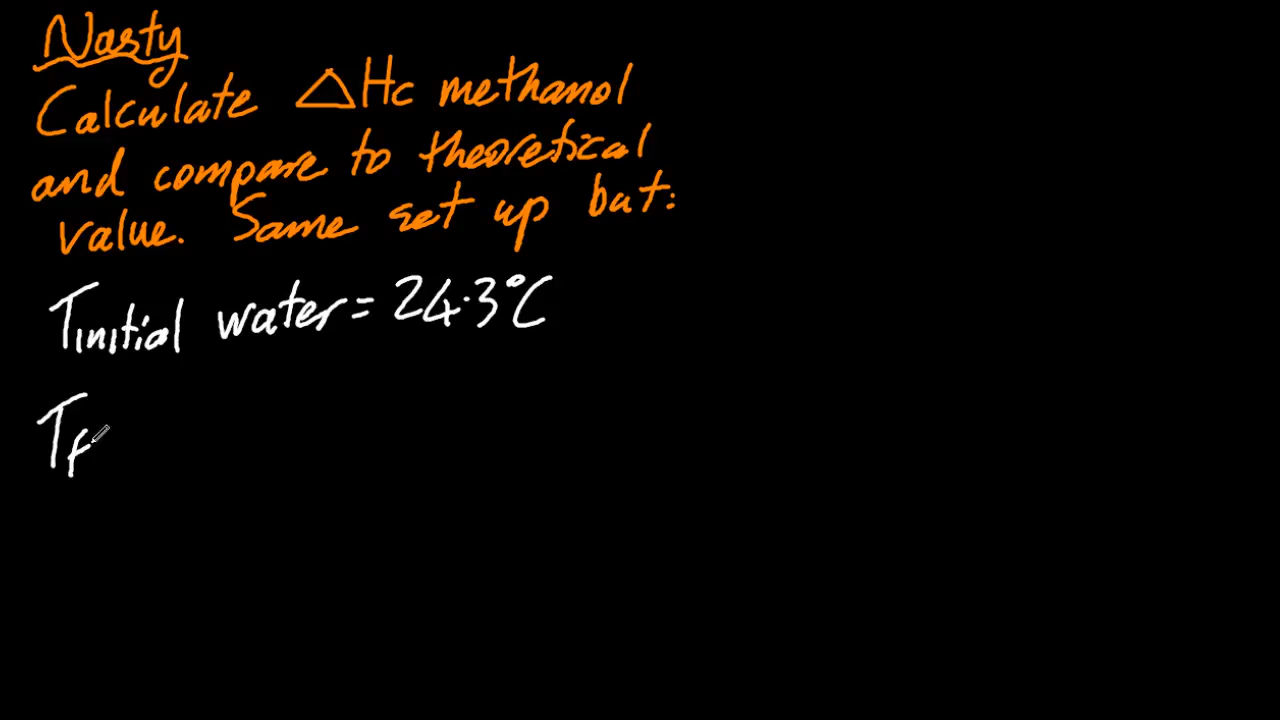 Nasty
Calculate △Hc methanol
and compare to theoretical
value. Same set up but:
Tinitial water = 24.3°C
Tf